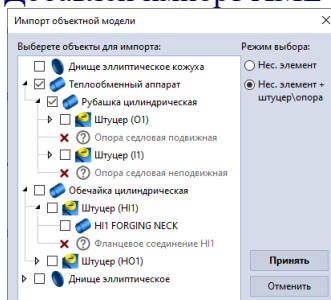 Импорт объектной модели
Выберете объекты для импорта:
Режим выбора:
Днище эллиптическое кожуха
Нес. элемент
Теплообменный аппарат
Нес. элемент +
штуцер\опора
Рубашка цилиндрическая
Штуцер (O1)
Опора седловая подвижная
Штуцер (I1)
Опора седловая неподвижная
Обечайка цилиндрическая
Штуцер (HI1)
HI1 FORGING NECK
Фланцевое соединение HI1
Штуцер (HO1)
Днище эллиптическое
Принять
Отменить